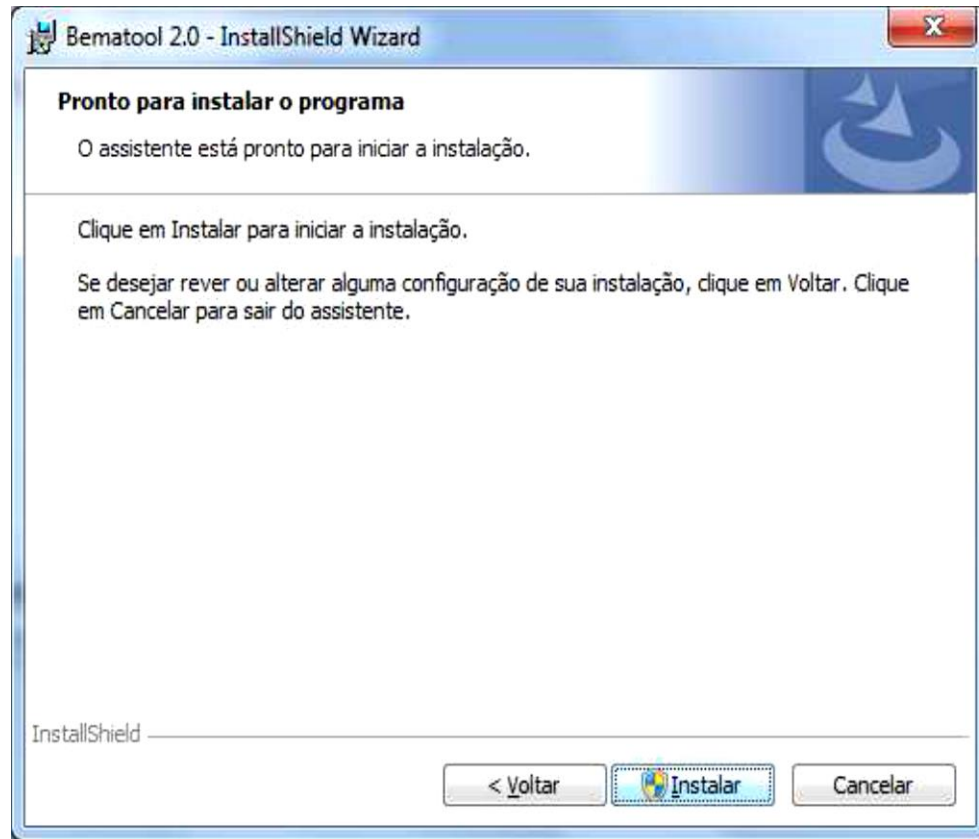 Bematool 2.0 - InstallShield Wizard
Pronto para instalar o programa
O assistente está pronto para iniciar a instalação.
Clique em Instalar para iniciar a instalação.
Se desejar rever ou alterar alguma configuração de sua instalação, clique em Voltar. Clique
em Cancelar para sair do assistente.
InstallShield
< Voltar Instalar Cancelar